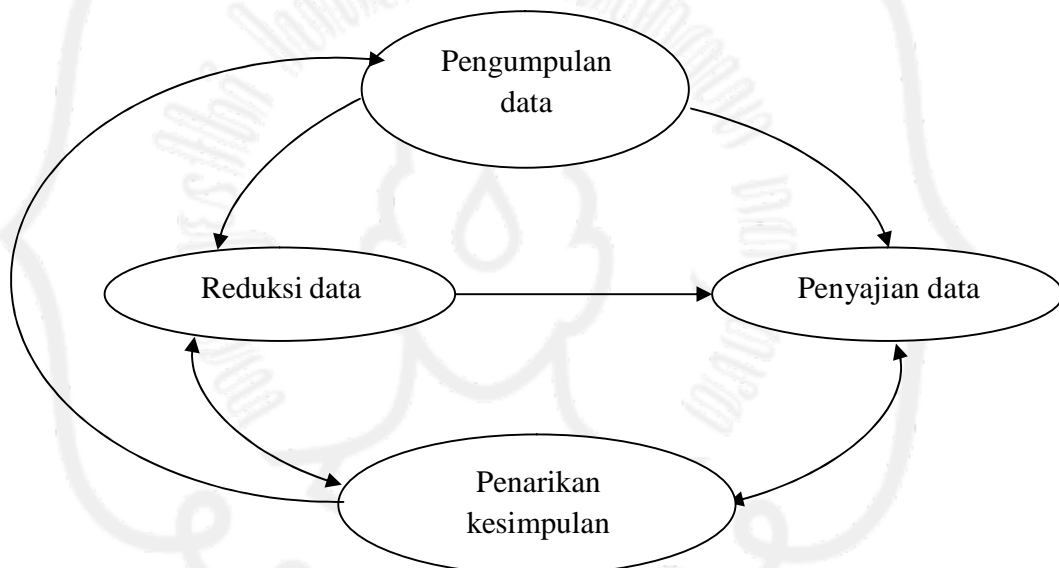 Pengumpulan
data
Reduksi data
Penyajian data
Penarikan
kesimpulan